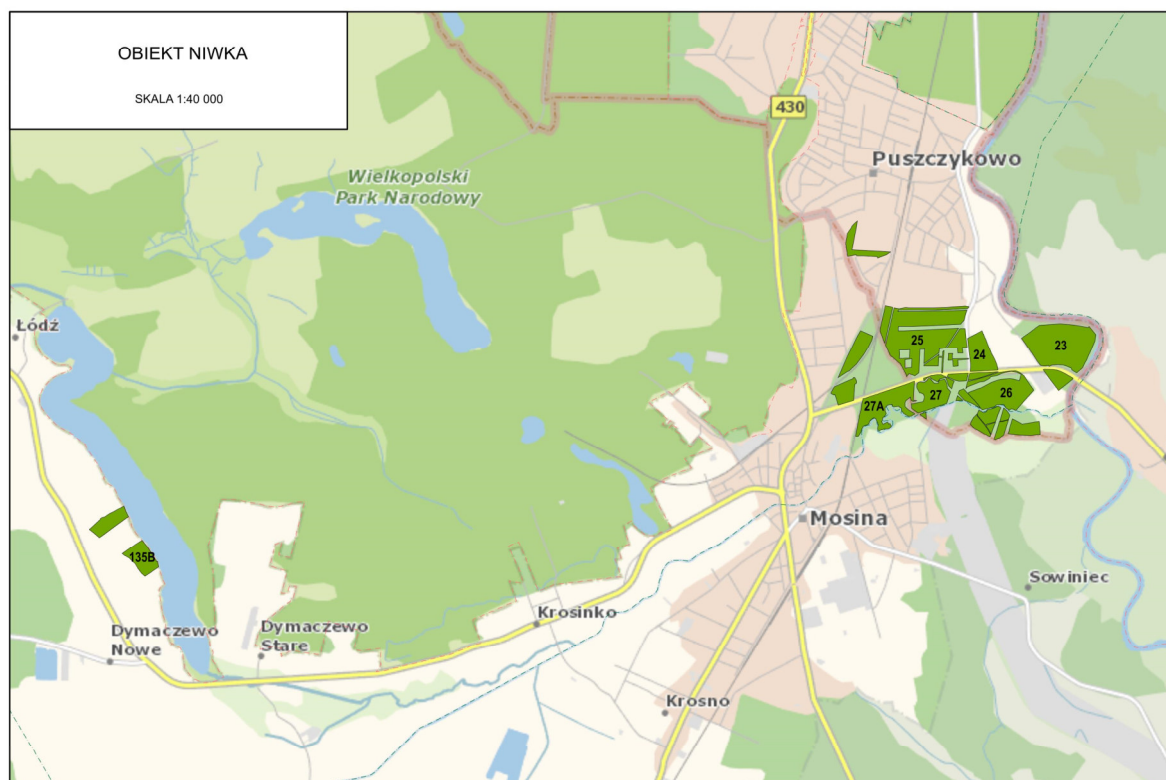 OBIEKT NIWKA
SKALA 1:40 000
430
Puszczykowo
Wielkopolski
Park Narodowy
Łódź
25
24
23
27A
27
26
Mosina
135B
Sowiniec
Dymaczewo
Nowe
Dymaczewo
Stare
Krosinko
Krosno